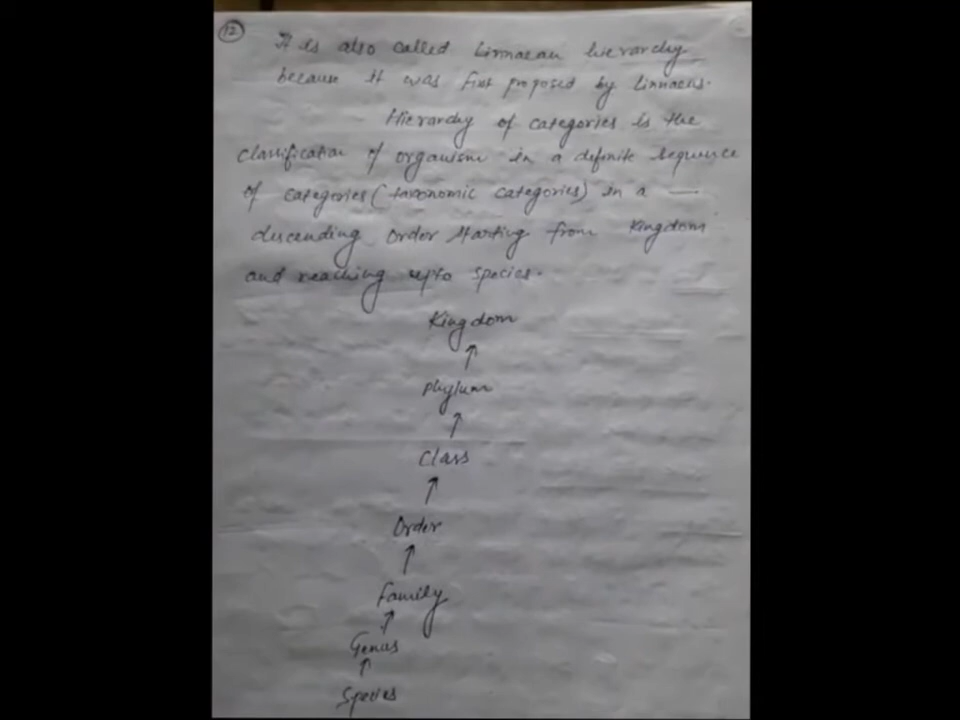 12
It is also called Linnaean hierarchy
because it was first proposed by Linnaeus.
Hierarchy of categories is the
classification of organism in a definite sequence
of categories (taxonomic categories) in a —
descending order starting from Kingdom
and reaching upto species.
Kingdom
↑
Phylum
↑
Class
↑
Order
↑
Family
↑
Genus
↑
Species